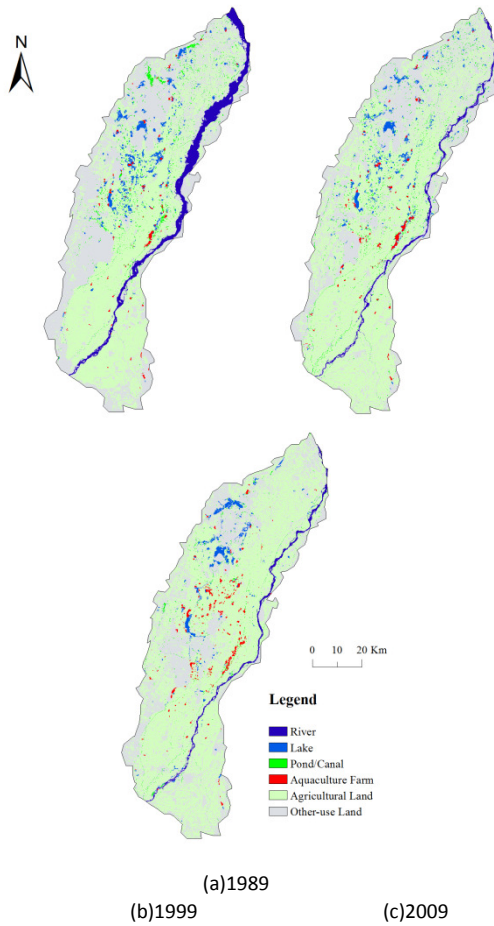 N
0 10 20 Km
Legend
River
Lake
Pond/Canal
Aquaculture Farm
Agricultural Land
Other-use Land
(a)1989
(b)1999 (c)2009